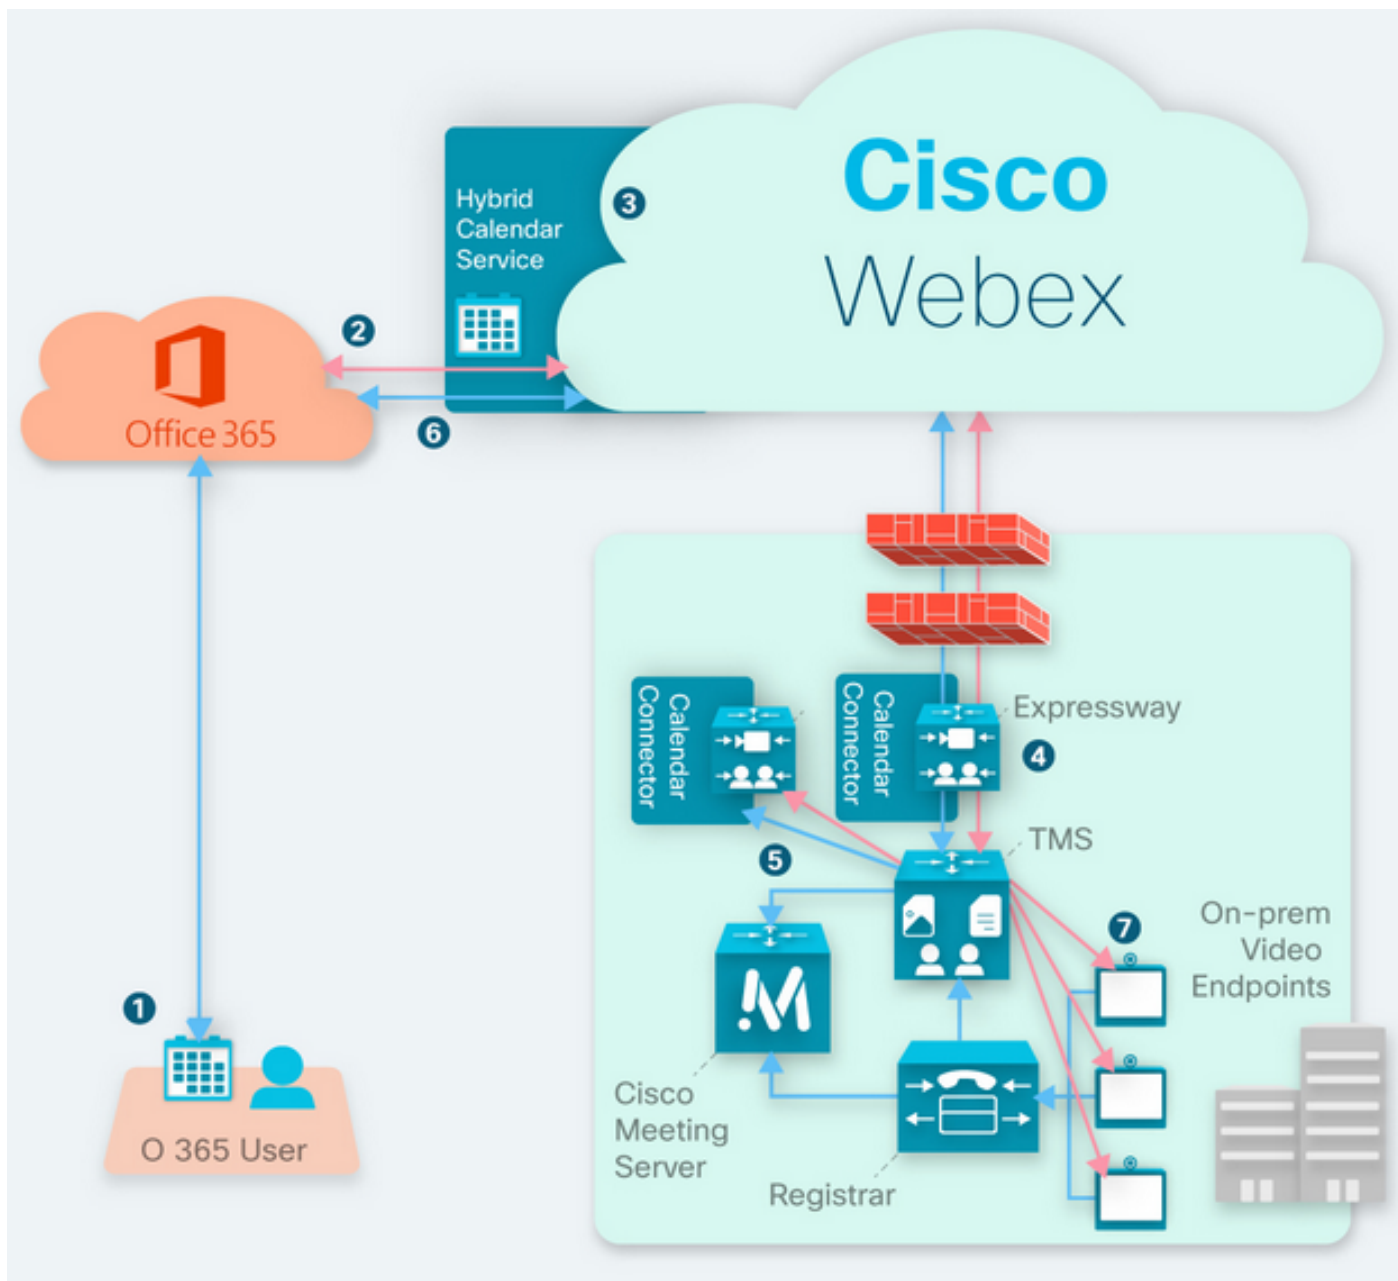 Cisco
Webex
Hybrid
Calendar
Service
3
2
Office 365
6
Calendar
Connector
Calendar
Connector
Expressway
4
TMS
5
7
On-prem
Video
Endpoints
1
Cisco
Meeting
Server
O 365 User
Registrar